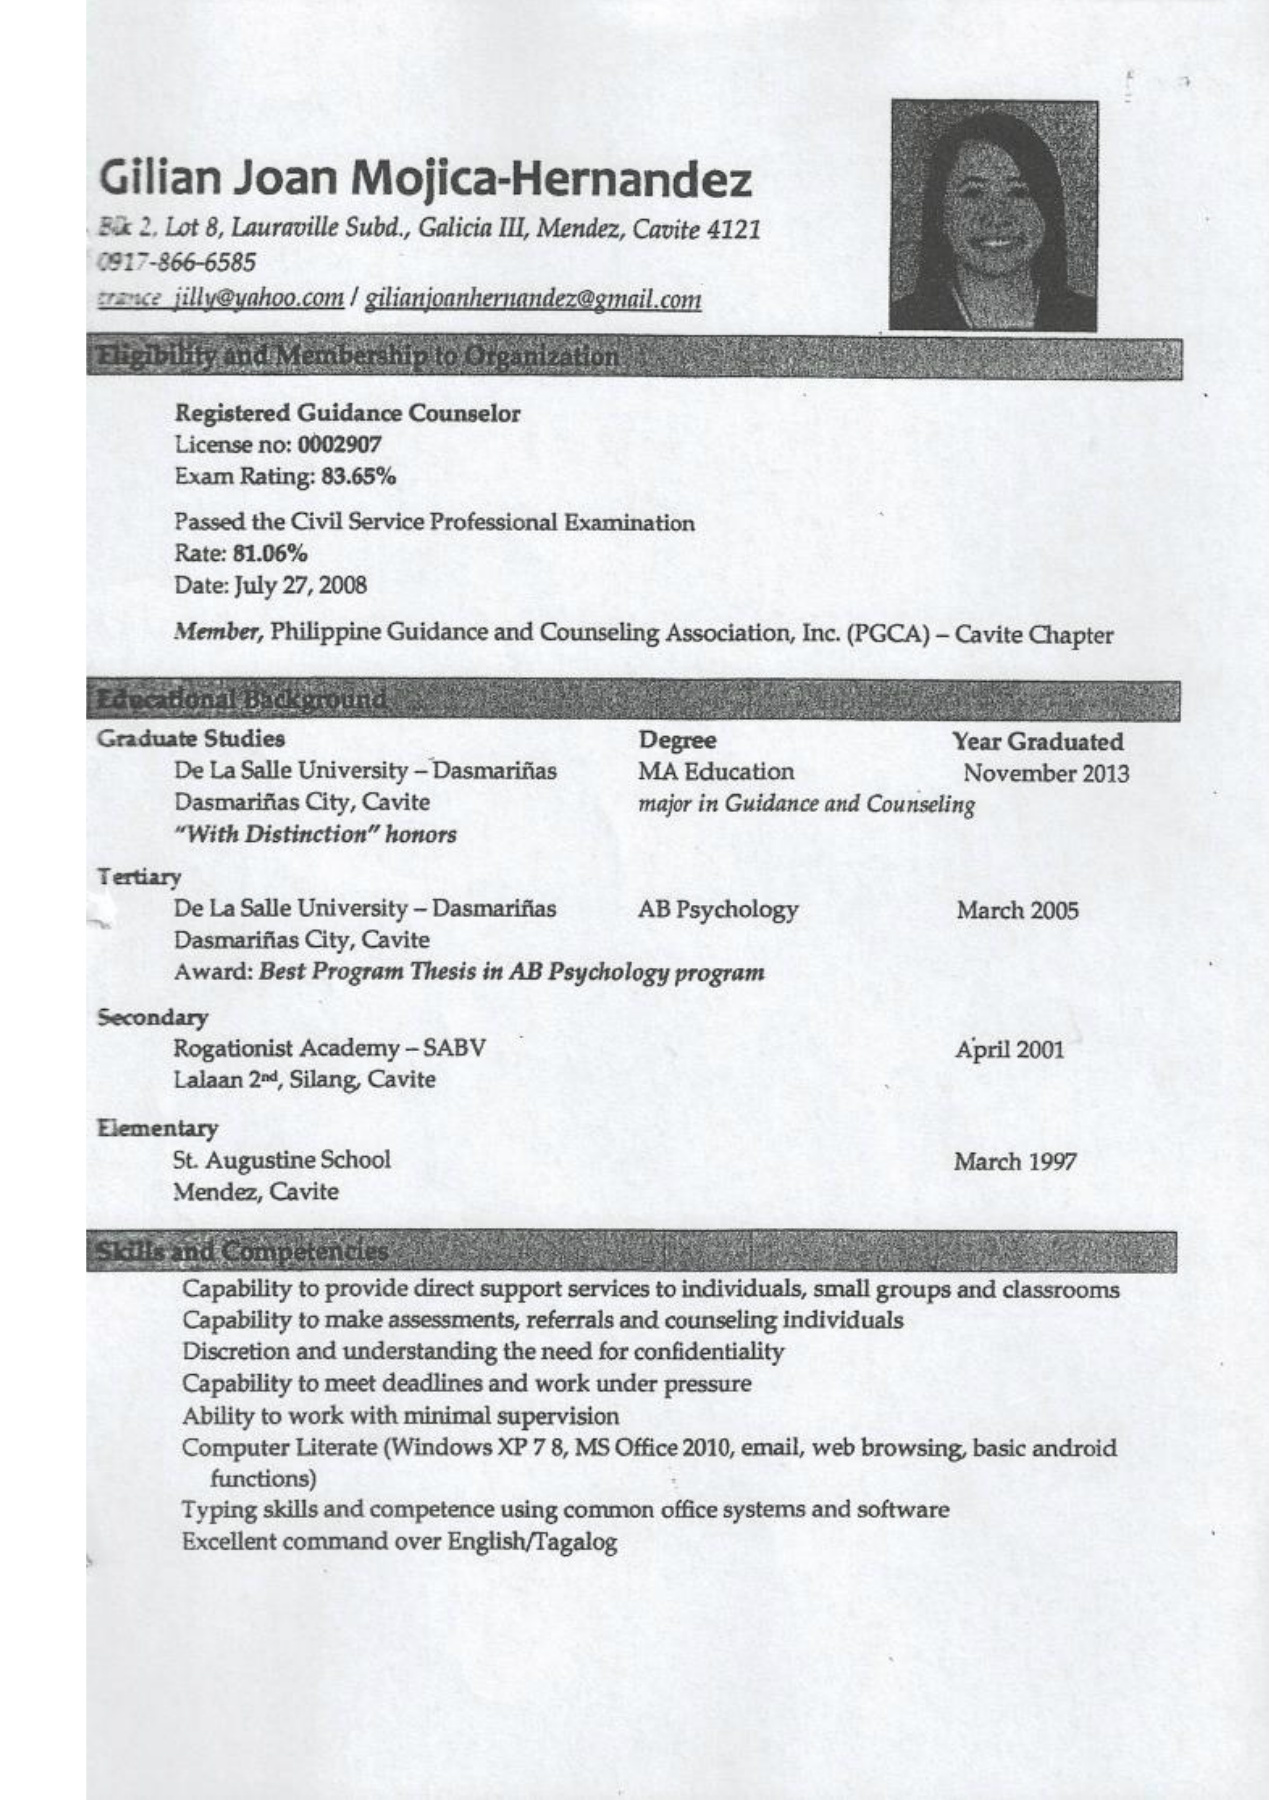 Gilian Joan Mojica-Hernandez
Blk 2, Lot 8, Lauraville Subd., Galicia III, Mendez, Cavite 4121
0917-866-6585
trance_jilly@yahoo.com / gilianjoanhernandez@gmail.com
Eligibility and Membership to Organization
Registered Guidance Counselor
License no: 0002907
Exam Rating: 83.65%
Passed the Civil Service Professional Examination
Rate: 81.06%
Date: July 27, 2008
Member, Philippine Guidance and Counseling Association, Inc. (PGCA) – Cavite Chapter
Educational Background
Graduate Studies Degree Year Graduated
De La Salle University – Dasmariñas MA Education November 2013
Dasmariñas City, Cavite major in Guidance and Counseling
“With Distinction” honors
Tertiary
De La Salle University – Dasmariñas AB Psychology March 2005
Dasmariñas City, Cavite
Award: Best Program Thesis in AB Psychology program
Secondary
Rogationist Academy – SABV April 2001
Lalaan 2nd, Silang, Cavite
Elementary
St. Augustine School March 1997
Mendez, Cavite
Skills and Competencies
Capability to provide direct support services to individuals, small groups and classrooms
Capability to make assessments, referrals and counseling individuals
Discretion and understanding the need for confidentiality
Capability to meet deadlines and work under pressure
Ability to work with minimal supervision
Computer Literate (Windows XP 7 8, MS Office 2010, email, web browsing, basic android
functions)
Typing skills and competence using common office systems and software
Excellent command over English/Tagalog